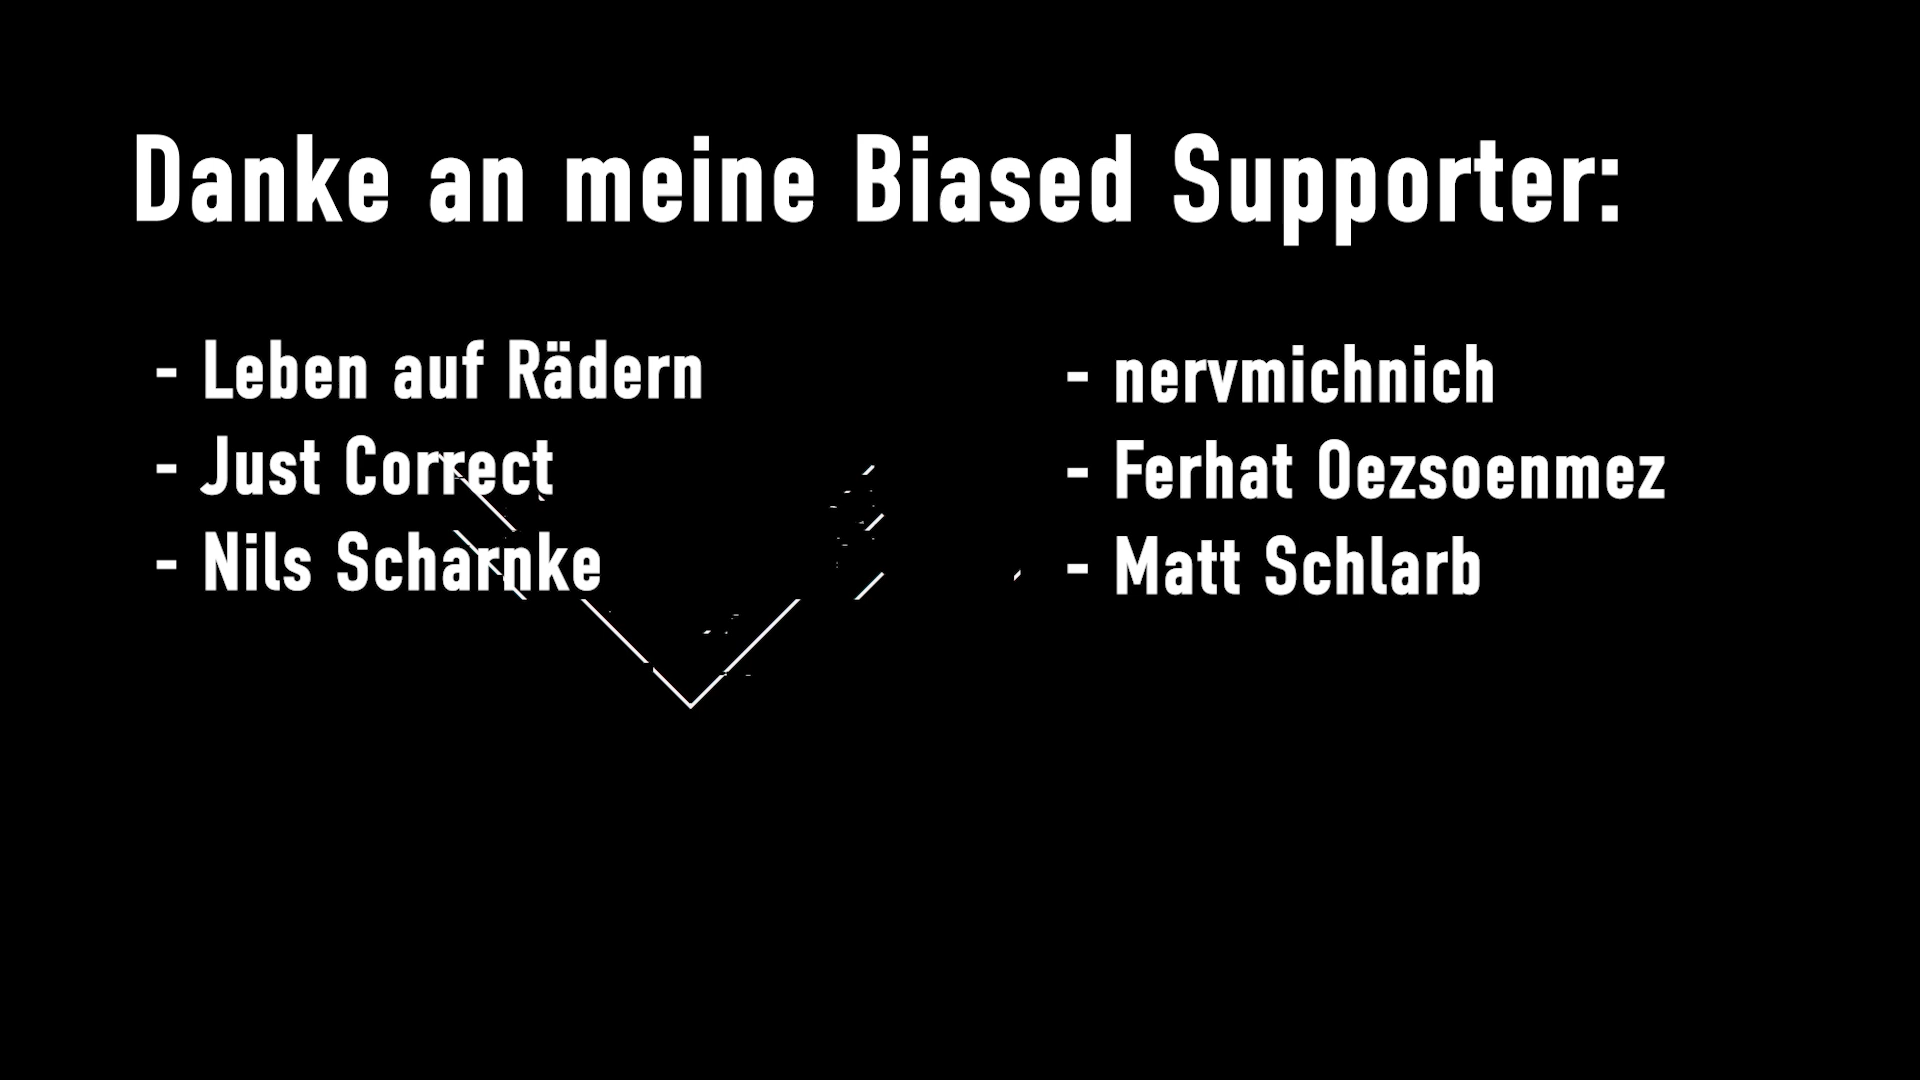 Danke an meine Biased Supporter:
- Leben auf Rädern
- Just Correct
- Nils Scharnke
- nervmichnich
- Ferhat Oezsoenmez
- Matt Schlarb